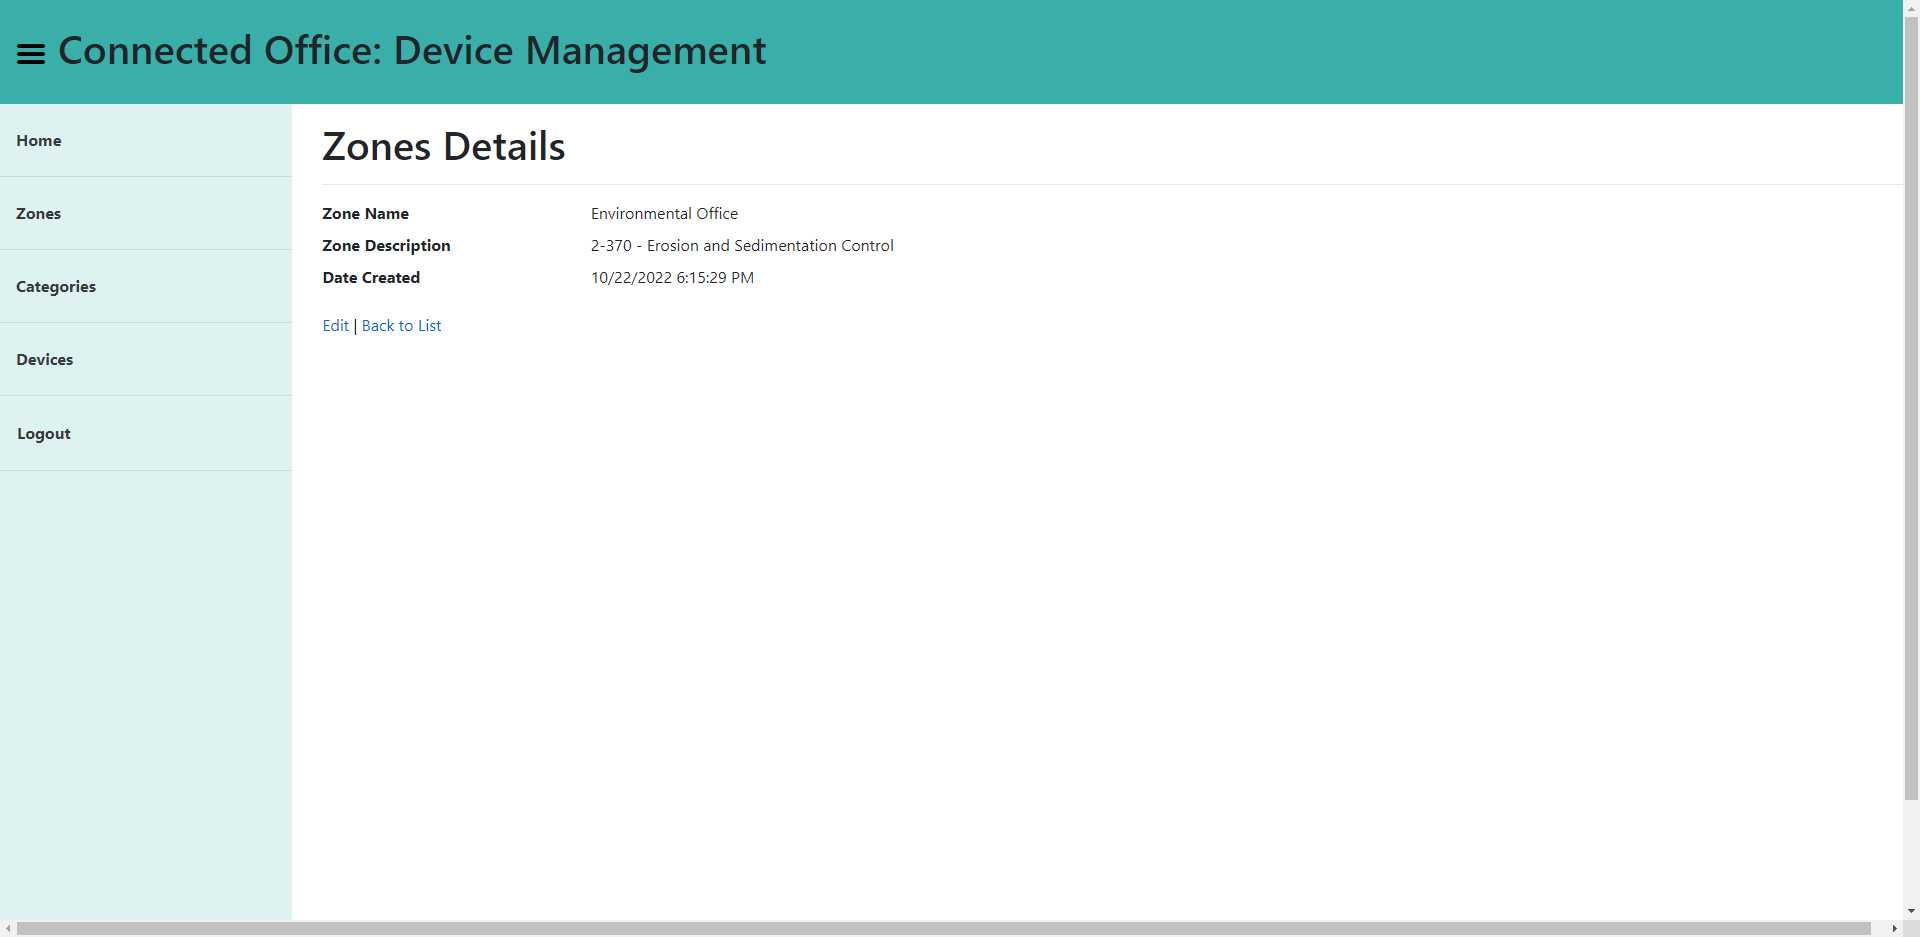 Connected Office: Device Management
Home
Zones
Categories
Devices
Logout
Zones Details
Zone Name Environmental Office
Zone Description 2-370 - Erosion and Sedimentation Control
Date Created 10/22/2022 6:15:29 PM
Edit | Back to List